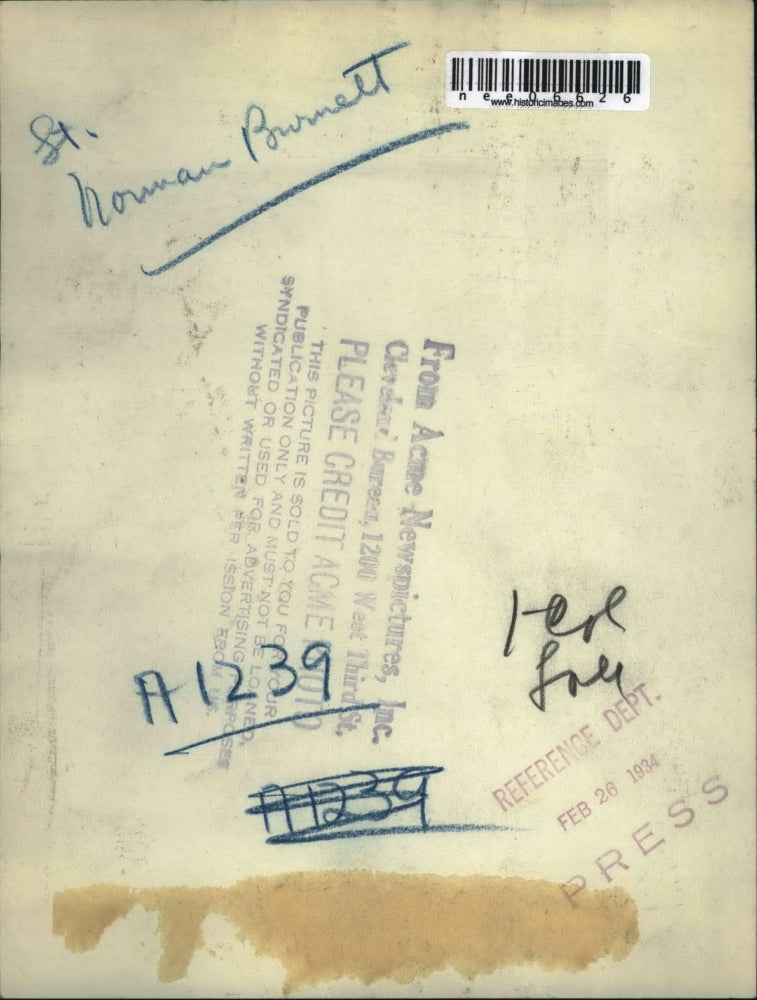 nee06626
www.historicimages.com
St.
Norman Burnett
From Acme Newspictures, Inc.
Cleveland Bureau, 1200 West Third St.
PLEASE CREDIT ACME PHOTO
THIS PICTURE IS SOLD TO YOU FOR YOUR
PUBLICATION ONLY AND MUST NOT BE LOANED,
SYNDICATED OR USED FOR ADVERTISING PURPOSES
WITHOUT WRITTEN PERMISSION FROM US.
A1239
A1239
REFERENCE DEPT.
FEB 26 1934
PRESS